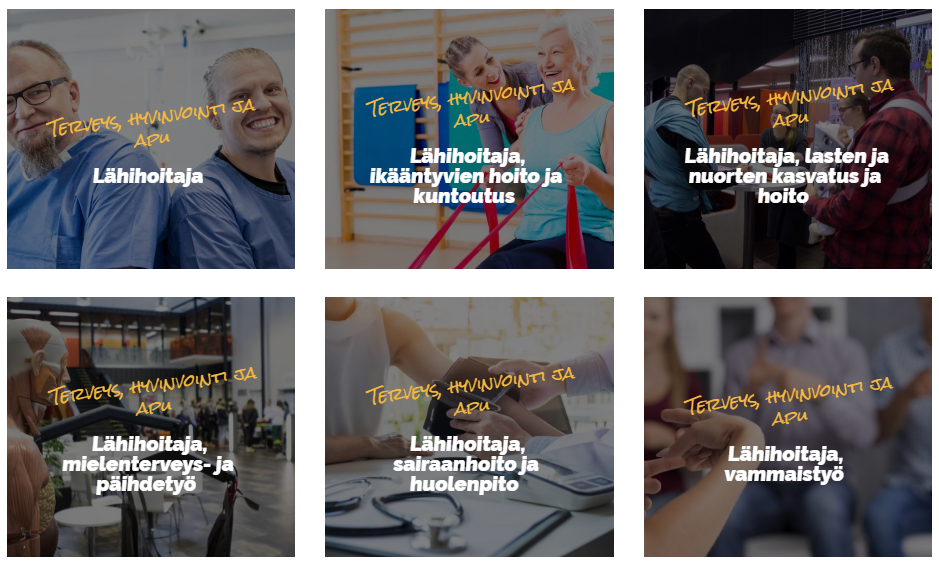 Terveys, hyvinvointi ja
apu
Lähihoitaja
Terveys, hyvinvointi ja
apu
Lähihoitaja,
ikääntyvien hoito ja
kuntoutus
Terveys, hyvinvointi ja
apu
Lähihoitaja, lasten ja
nuorten kasvatus ja
hoito
Terveys, hyvinvointi ja
apu
Lähihoitaja,
mielenterveys- ja
päihdetyö
Terveys, hyvinvointi ja
apu
Lähihoitaja,
sairaanhoito ja
huolenpito
Terveys, hyvinvointi ja
apu
Lähihoitaja,
vammaistyö